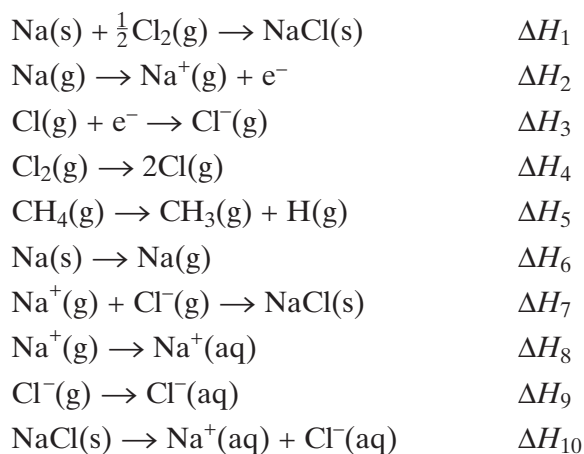 Na(s) + ½Cl₂(g) → NaCl(s) ΔH₁
Na(g) → Na⁺(g) + e⁻ ΔH₂
Cl(g) + e⁻ → Cl⁻(g) ΔH₃
Cl₂(g) → 2Cl(g) ΔH₄
CH₄(g) → CH₃(g) + H(g) ΔH₅
Na(s) → Na(g) ΔH₆
Na⁺(g) + Cl⁻(g) → NaCl(s) ΔH₇
Na⁺(g) → Na⁺(aq) ΔH₈
Cl⁻(g) → Cl⁻(aq) ΔH₉
NaCl(s) → Na⁺(aq) + Cl⁻(aq) ΔH₁₀